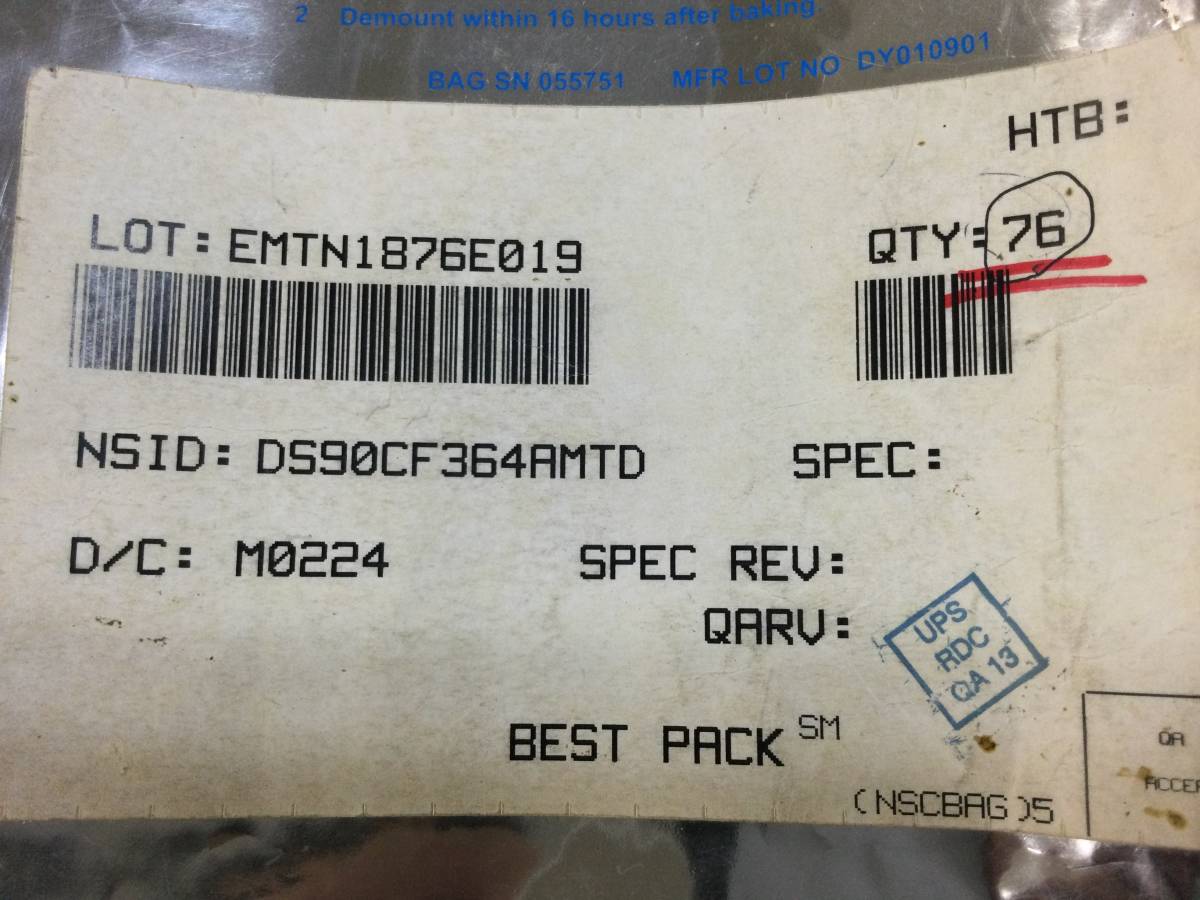 2 Demount within 16 hours after baking
BAG SN 055751 MFR LOT NO DY010901
HTB:
LOT: EMTN1876E019 QTY: 76
NSID: DS90CF364AMTD SPEC:
D/C: M0224 SPEC REV:
QARV:
UPS
RDC
QA 13
BEST PACK SM
QA
(NSCBAG)5